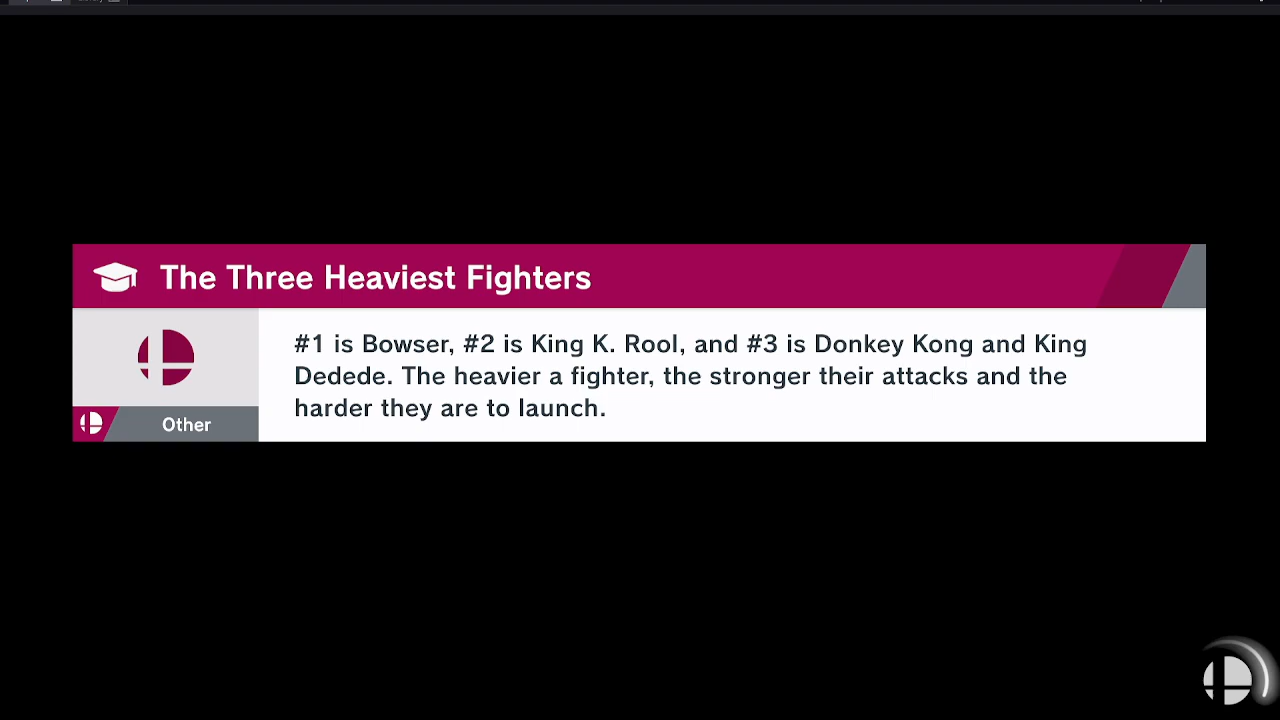 The Three Heaviest Fighters
#1 is Bowser, #2 is King K. Rool, and #3 is Donkey Kong and King
Dedede. The heavier a fighter, the stronger their attacks and the
harder they are to launch.
Other